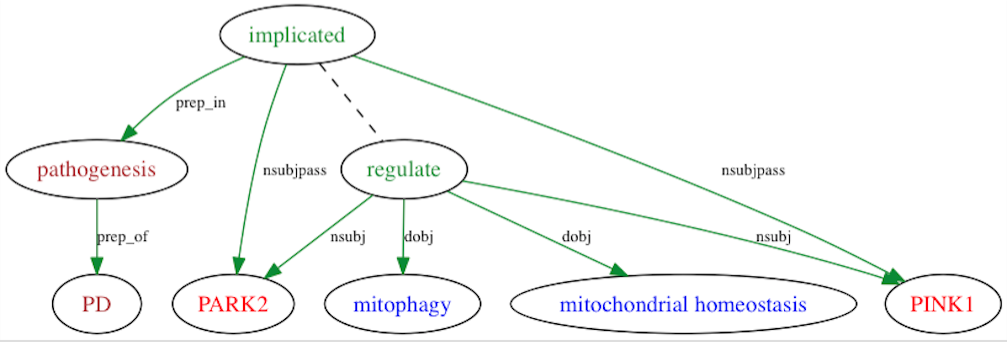 implicated
prep_in
pathogenesis
nsubjpass
regulate
nsubjpass
prep_of
nsubj
dobj
dobj
nsubj
PD
PARK2
mitophagy
mitochondrial homeostasis
PINK1